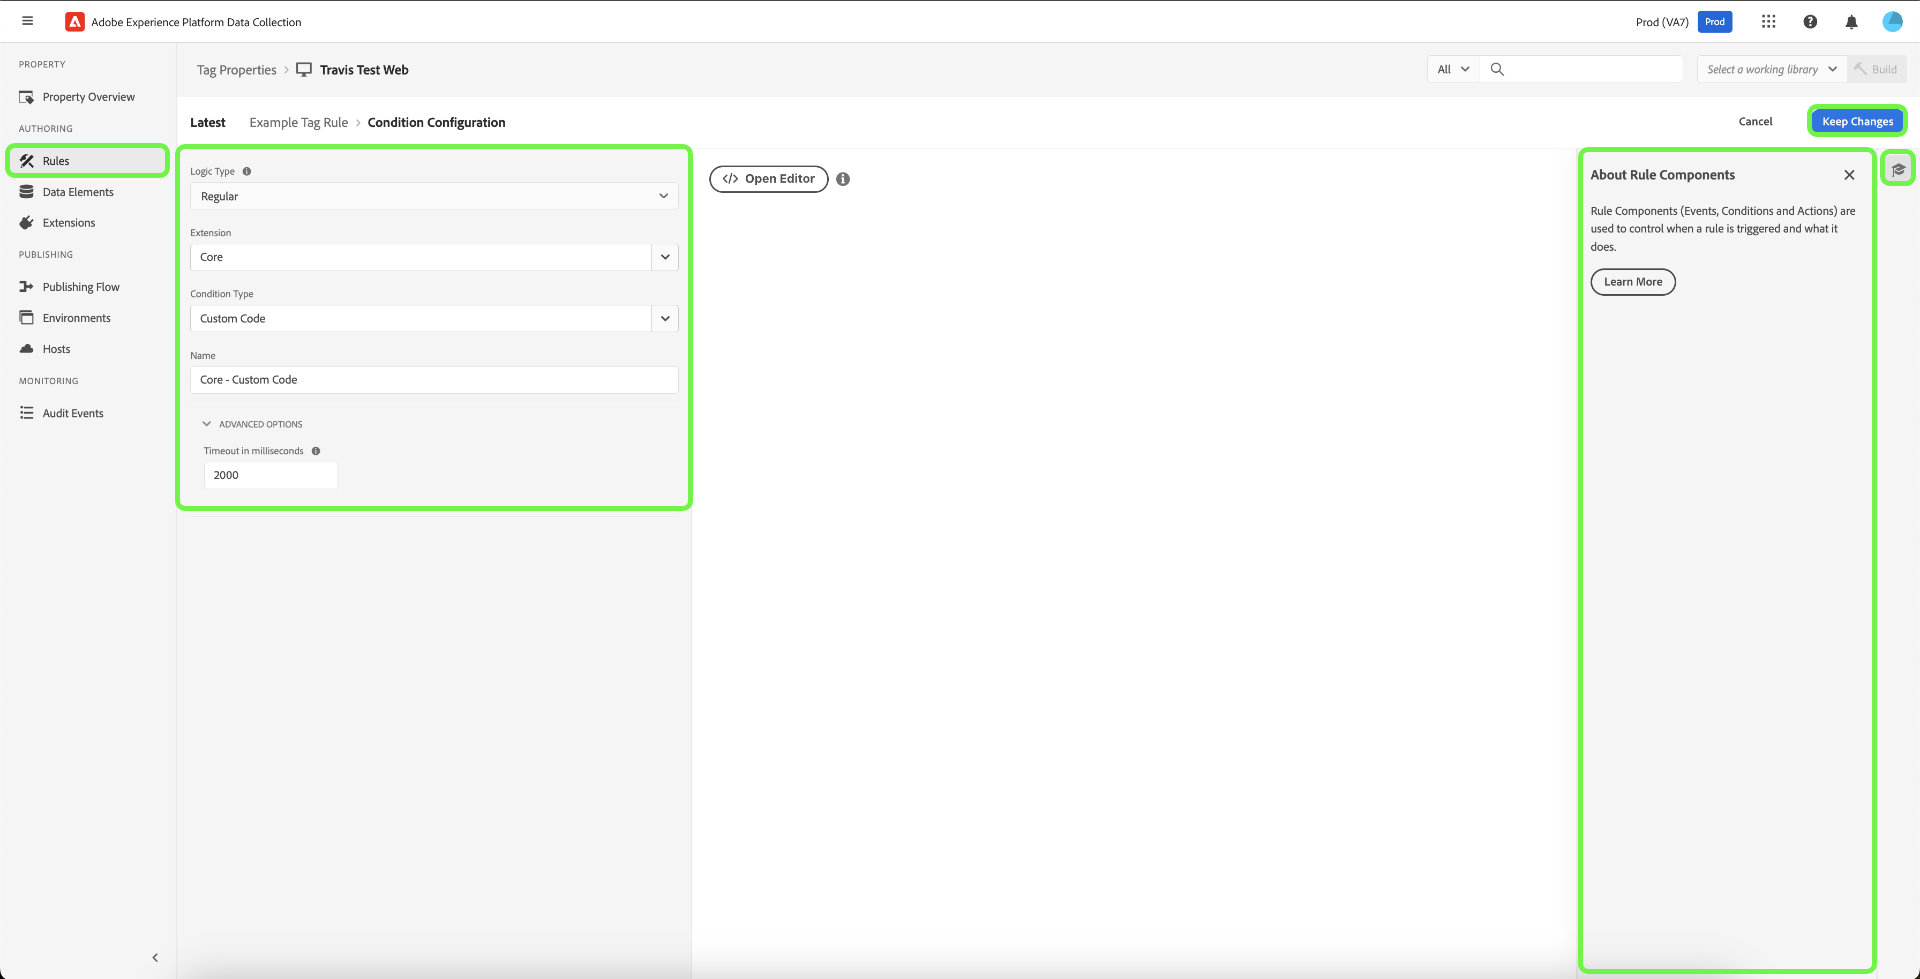 Adobe Experience Platform Data Collection
Prod (VA7)
Prod
PROPERTY
Property Overview
AUTHORING
Rules
Data Elements
Extensions
PUBLISHING
Publishing Flow
Environments
Hosts
MONITORING
Audit Events
Tag Properties > Travis Test Web
All
Select a working library
Build
Latest
Example Tag Rule > Condition Configuration
Cancel
Keep Changes
Logic Type
Regular
Extension
Core
Condition Type
Custom Code
Name
Core - Custom Code
ADVANCED OPTIONS
Timeout in milliseconds
2000
</> Open Editor
About Rule Components
Rule Components (Events, Conditions and Actions) are
used to control when a rule is triggered and what it
does.
Learn More